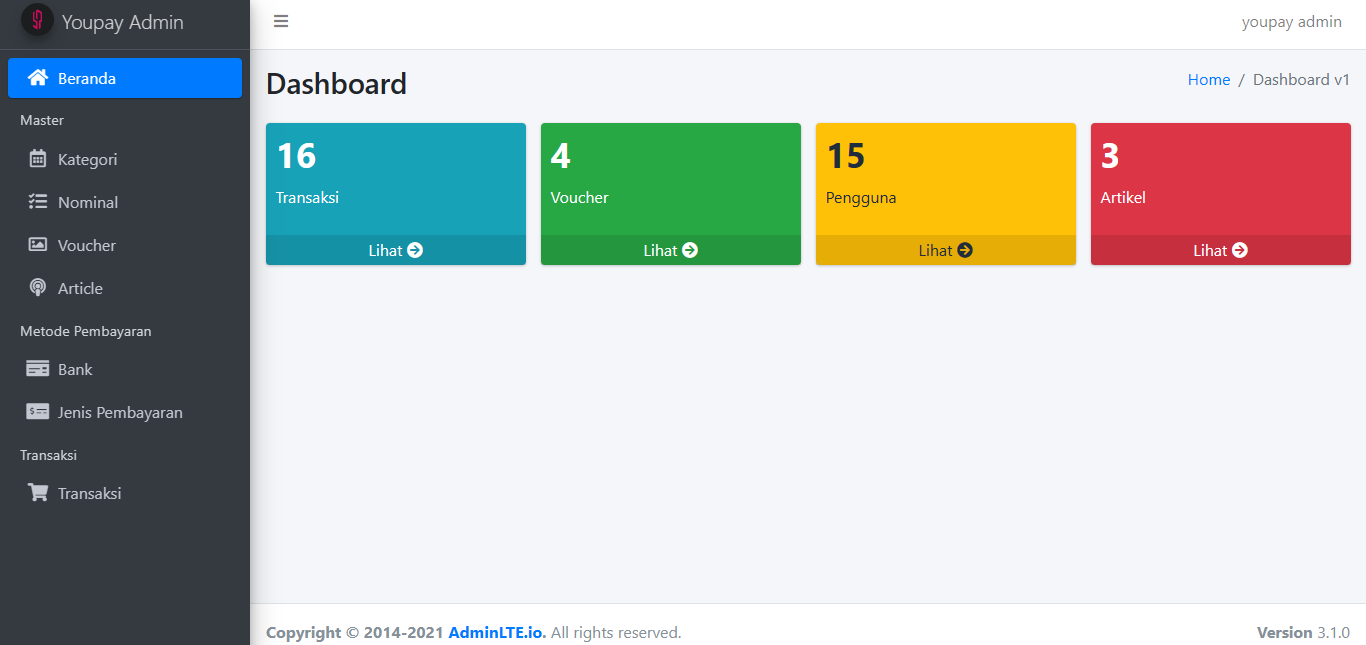 Youpay Admin
youpay admin
Beranda
Master
Kategori
Nominal
Voucher
Article
Metode Pembayaran
Bank
Jenis Pembayaran
Transaksi
Transaksi
Dashboard
Home / Dashboard v1
16
Transaksi
Lihat
4
Voucher
Lihat
15
Pengguna
Lihat
3
Artikel
Lihat
Copyright © 2014-2021 AdminLTE.io. All rights reserved.
Version 3.1.0